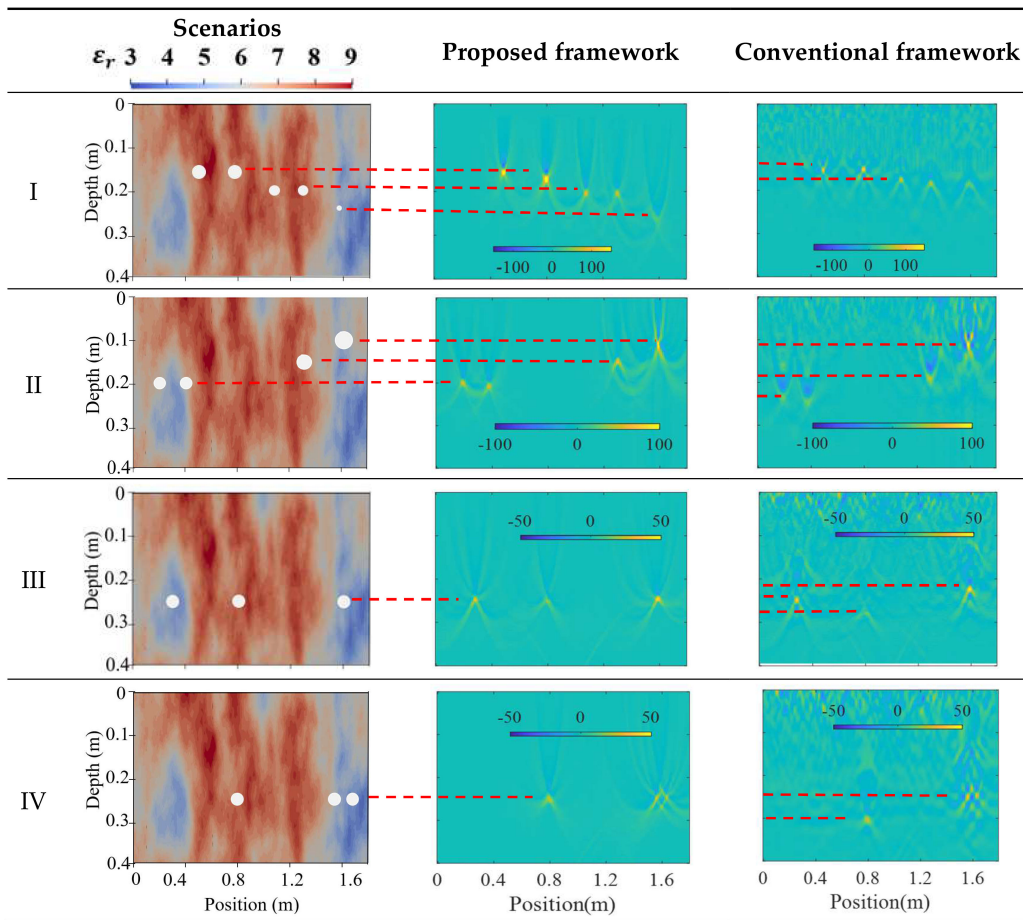 Scenarios
Proposed framework
Conventional framework
εr 3 4 5 6 7 8 9
I
Depth (m)
0
0.1
0.2
0.3
0.4
-100 0 100
-100 0 100
II
Depth (m)
0
0.1
0.2
0.3
0.4
-100 0 100
-100 0 100
III
Depth (m)
0
0.1
0.2
0.3
0.4
-50 0 50
-50 0 50
IV
Depth (m)
0
0.1
0.2
0.3
0.4
-50 0 50
-50 0 50
0 0.4 0.8 1.2 1.6
Position (m)
0 0.4 0.8 1.2 1.6
Position(m)
0 0.4 0.8 1.2 1.6
Position(m)